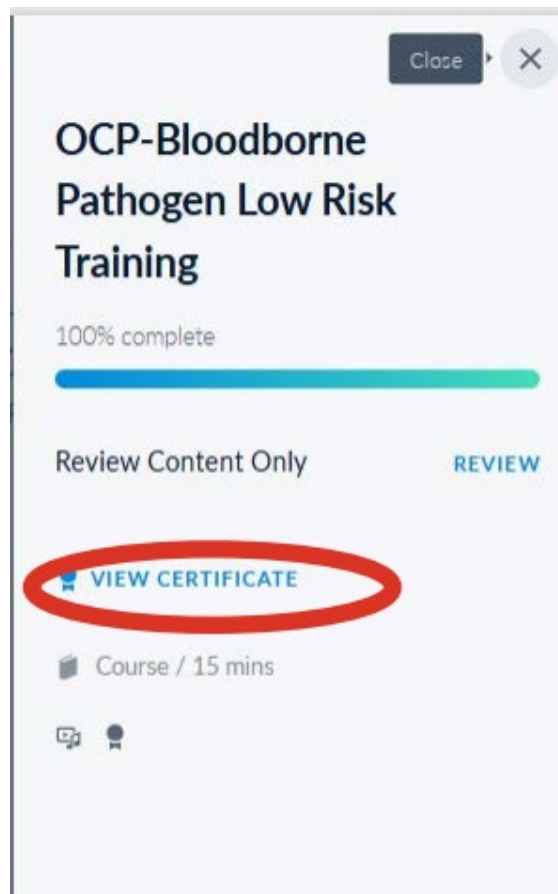 Close
OCP-Bloodborne
Pathogen Low Risk
Training
100% complete
Review Content Only REVIEW
VIEW CERTIFICATE
Course / 15 mins